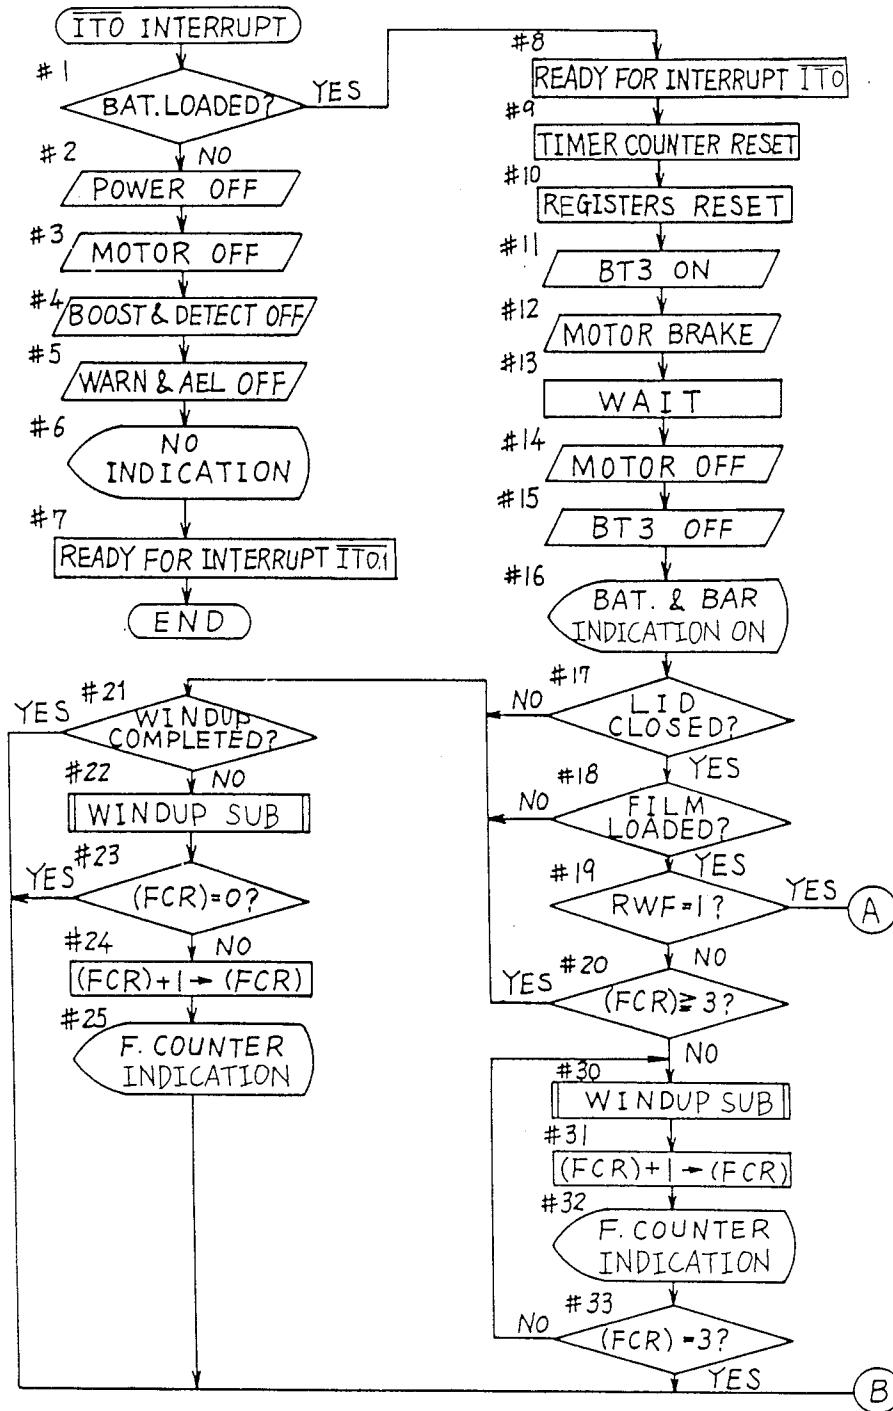 ITO INTERRUPT
#1
BAT.LOADED?
YES
NO
#2
POWER OFF
#3
MOTOR OFF
#4
BOOST & DETECT OFF
#5
WARN & AEL OFF
#6
NO
INDICATION
#7
READY FOR INTERRUPT ITO.1
END
#8
READY FOR INTERRUPT ITO
#9
TIMER COUNTER RESET
#10
REGISTERS RESET
#11
BT3 ON
#12
MOTOR BRAKE
#13
WAIT
#14
MOTOR OFF
#15
BT3 OFF
#16
BAT. & BAR
INDICATION ON
#17
NO
LID
CLOSED?
YES
#18
NO
FILM
LOADED?
YES
#19
RWF=1?
YES
A
NO
#20
YES
(FCR)≧3?
NO
#21
YES
WINDUP
COMPLETED?
NO
#22
WINDUP SUB
#23
YES
(FCR)=0?
NO
#24
(FCR)+1→(FCR)
#25
F. COUNTER
INDICATION
#30
WINDUP SUB
#31
(FCR)+1→(FCR)
#32
F. COUNTER
INDICATION
#33
NO
(FCR)=3?
YES
B